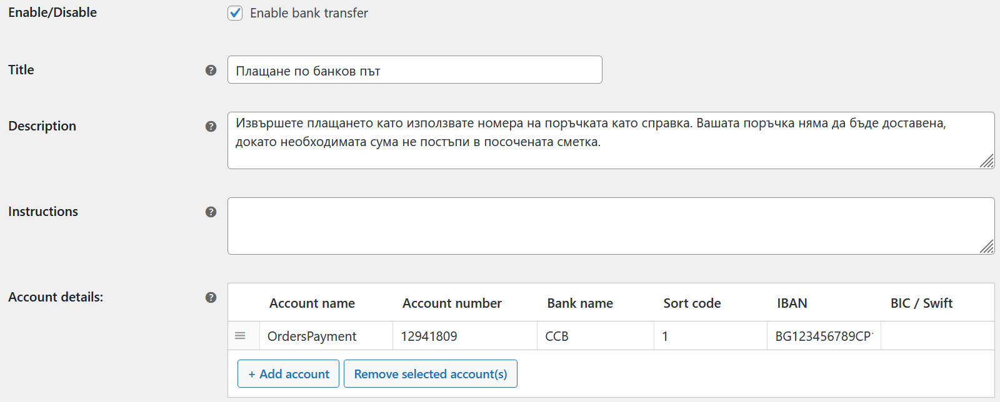 Enable/Disable
Enable bank transfer
Title
Плащане по банков път
Description
Извършете плащането като използвате номера на поръчката като справка. Вашата поръчка няма да бъде доставена,
докато необходимата сума не постъпи в посочената сметка.
Instructions
Account details:
Account name Account number Bank name Sort code IBAN BIC / Swift
OrdersPayment 12941809 CCB 1 BG123456789CP
+ Add account Remove selected account(s)